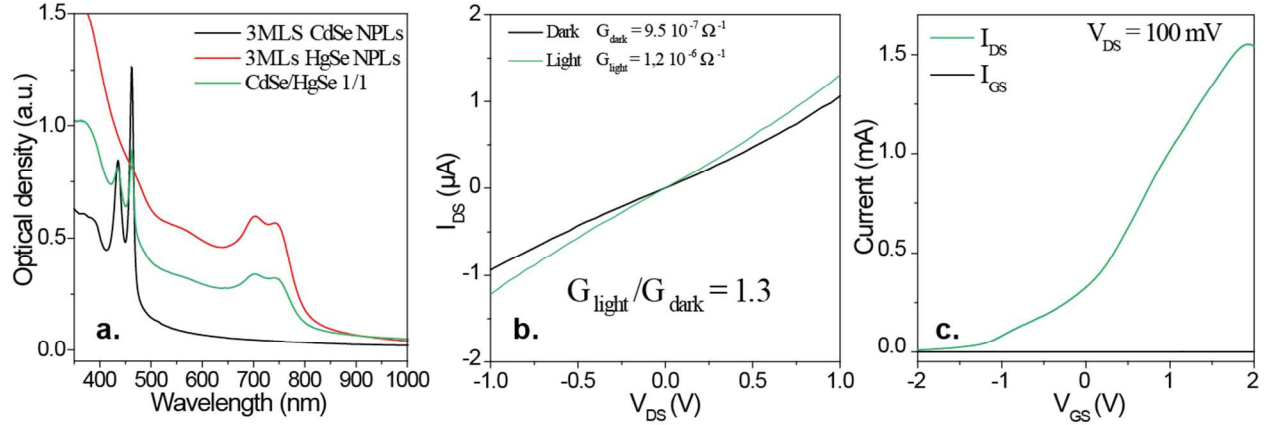 3MLS CdSe NPLs
3MLs HgSe NPLs
CdSe/HgSe 1/1
1.5
1.0
0.5
0.0
Optical density (a.u.)
a.
400 500 600 700 800 900 1000
Wavelength (nm)
Dark G_dark = 9.5 10^-7 Ω^-1
Light G_light = 1,2 10^-6 Ω^-1
2
1
0
-1
-2
I_DS (µA)
G_light/G_dark = 1.3
b.
-1.0 -0.5 0.0 0.5 1.0
V_DS (V)
I_DS
I_GS
V_DS = 100 mV
1.5
1.0
0.5
0.0
Current (mA)
c.
-2 -1 0 1 2
V_GS (V)